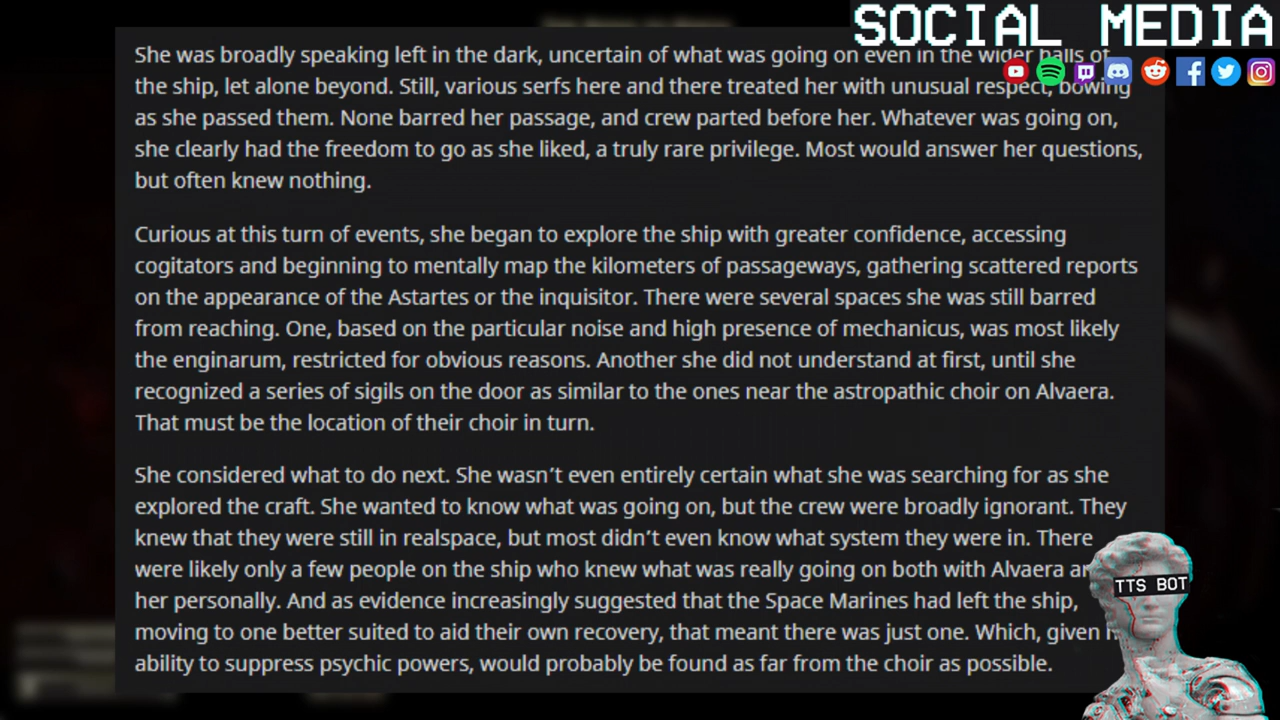 SOCIAL MEDIA
She was broadly speaking left in the dark, uncertain of what was going on even in the wider halls of
the ship, let alone beyond. Still, various serfs here and there treated her with unusual respect, bowing
as she passed them. None barred her passage, and crew parted before her. Whatever was going on,
she clearly had the freedom to go as she liked, a truly rare privilege. Most would answer her questions,
but often knew nothing.
Curious at this turn of events, she began to explore the ship with greater confidence, accessing
cogitators and beginning to mentally map the kilometers of passageways, gathering scattered reports
on the appearance of the Astartes or the inquisitor. There were several spaces she was still barred
from reaching. One, based on the particular noise and high presence of mechanicus, was most likely
the enginarum, restricted for obvious reasons. Another she did not understand at first, until she
recognized a series of sigils on the door as similar to the ones near the astropathic choir on Alvaera.
That must be the location of their choir in turn.
She considered what to do next. She wasn't even entirely certain what she was searching for as she
explored the craft. She wanted to know what was going on, but the crew were broadly ignorant. They
knew that they were still in realspace, but most didn't even know what system they were in. There
were likely only a few people on the ship who knew what was really going on both with Alvaera
her personally. And as evidence increasingly suggested that the Space Marines had left the ship,
moving to one better suited to aid their own recovery, that meant there was just one. Which, given
ability to suppress psychic powers, would probably be found as far from the choir as possible.
TTS BOT